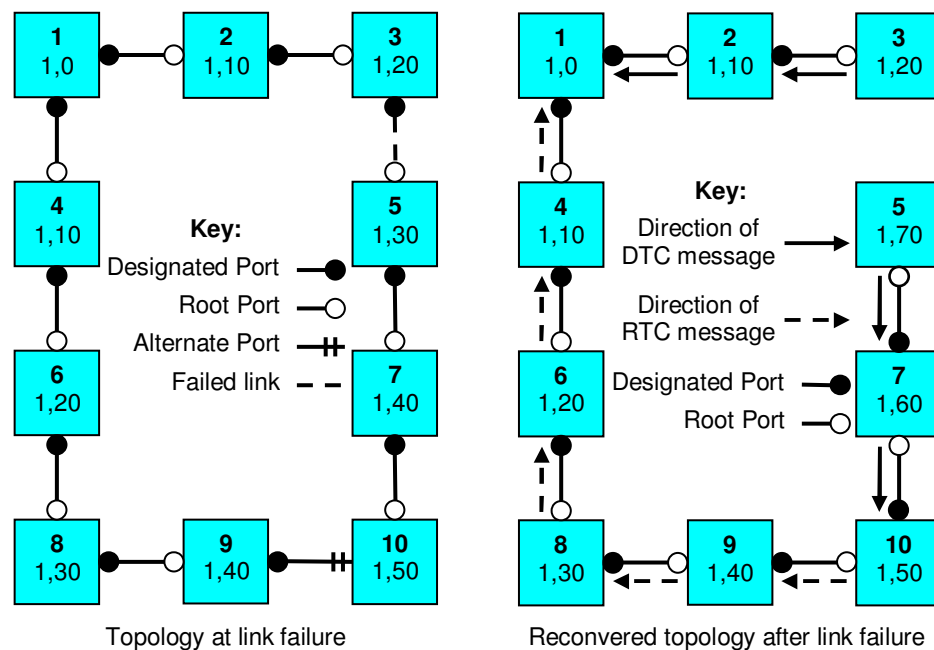 1
1,0
2
1,10
3
1,20
4
1,10
Key:
Designated Port
Root Port
Alternate Port
Failed link
5
1,30
6
1,20
7
1,40
8
1,30
9
1,40
10
1,50
Topology at link failure
1
1,0
2
1,10
3
1,20
4
1,10
Key:
Direction of
DTC message
Direction of
RTC message
Designated Port
Root Port
5
1,70
6
1,20
7
1,60
8
1,30
9
1,40
10
1,50
Reconvered topology after link failure